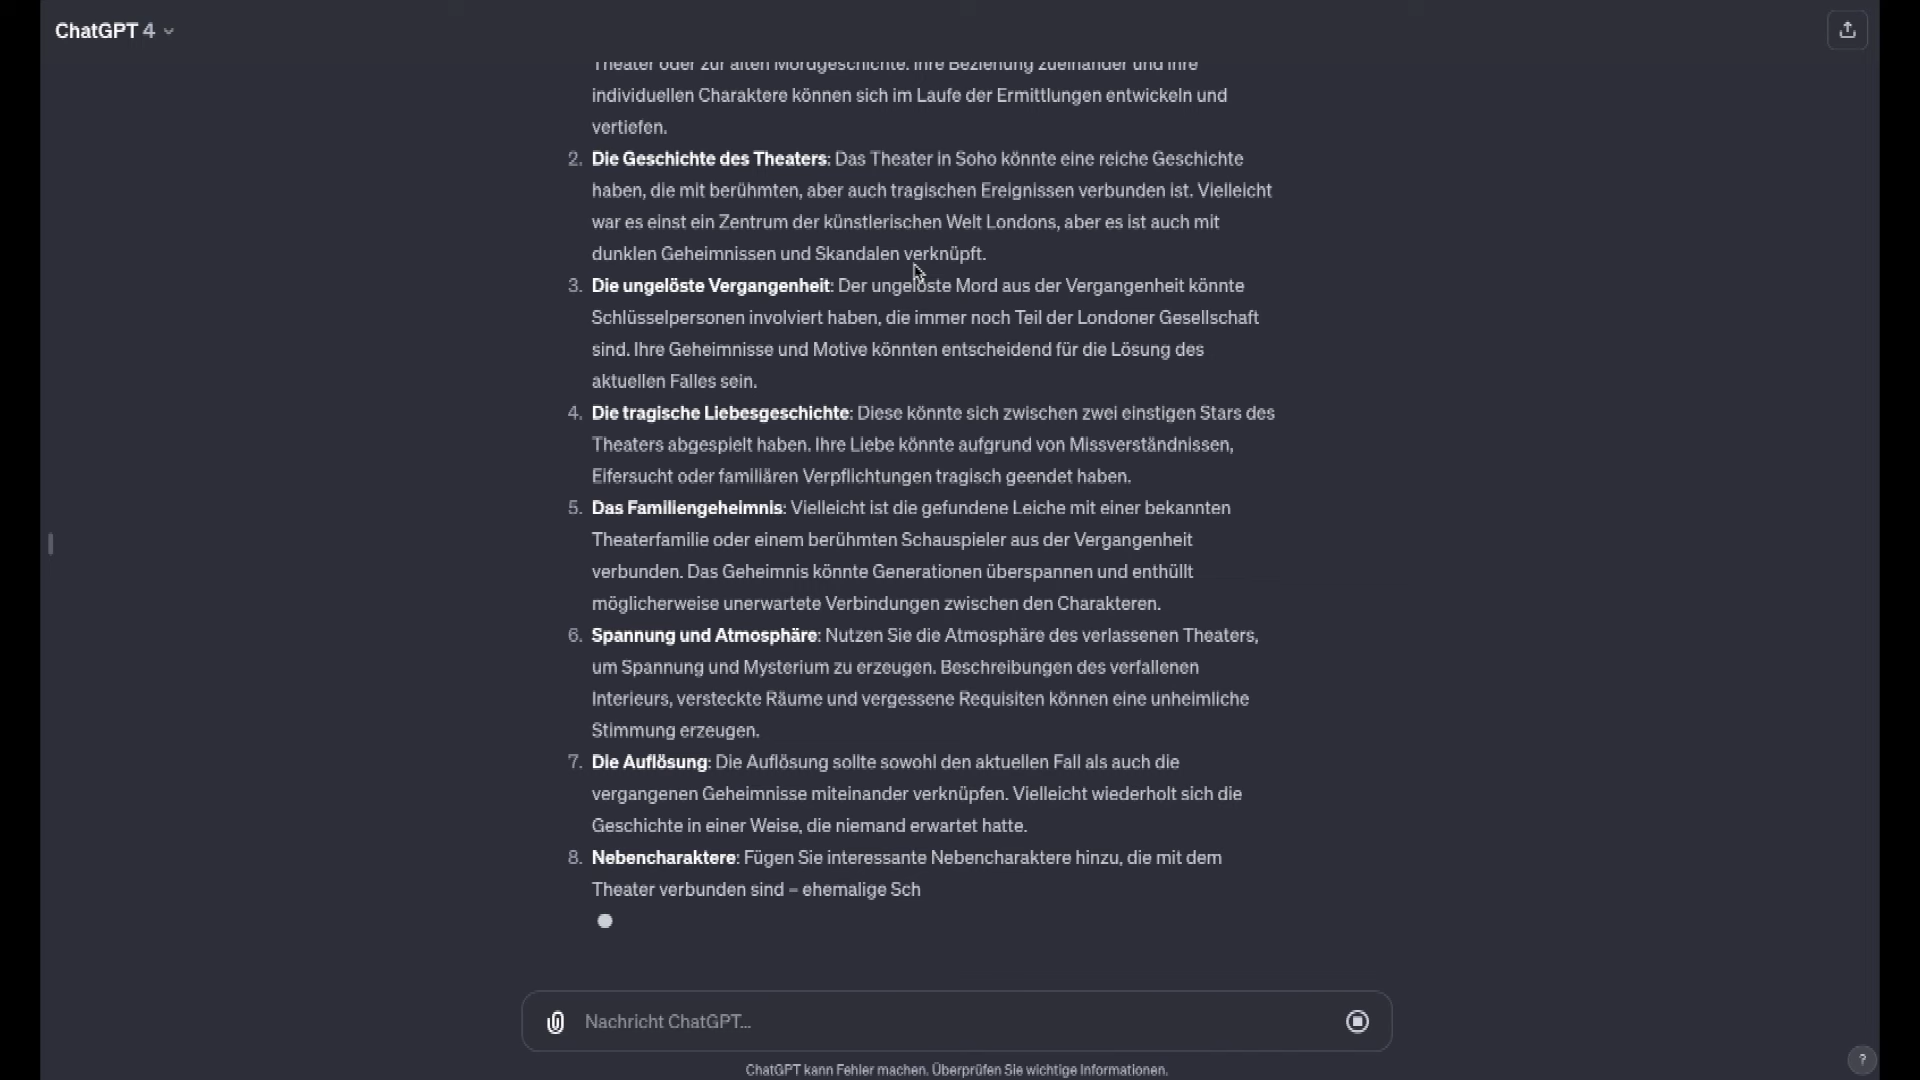 ChatGPT 4
Theater oder zur alten Mordgeschichte. Ihre Beziehung zueinander und ihre
individuellen Charaktere können sich im Laufe der Ermittlungen entwickeln und
vertiefen.
2. Die Geschichte des Theaters: Das Theater in Soho könnte eine reiche Geschichte
haben, die mit berühmten, aber auch tragischen Ereignissen verbunden ist. Vielleicht
war es einst ein Zentrum der künstlerischen Welt Londons, aber es ist auch mit
dunklen Geheimnissen und Skandalen verknüpft.
3. Die ungelöste Vergangenheit: Der ungelöste Mord aus der Vergangenheit könnte
Schlüsselpersonen involviert haben, die immer noch Teil der Londoner Gesellschaft
sind. Ihre Geheimnisse und Motive könnten entscheidend für die Lösung des
aktuellen Falles sein.
4. Die tragische Liebesgeschichte: Diese könnte sich zwischen zwei einstigen Stars des
Theaters abgespielt haben. Ihre Liebe könnte aufgrund von Missverständnissen,
Eifersucht oder familiären Verpflichtungen tragisch geendet haben.
5. Das Familiengeheimnis: Vielleicht ist die gefundene Leiche mit einer bekannten
Theaterfamilie oder einem berühmten Schauspieler aus der Vergangenheit
verbunden. Das Geheimnis könnte Generationen überspannen und enthüllt
möglicherweise unerwartete Verbindungen zwischen den Charakteren.
6. Spannung und Atmosphäre: Nutzen Sie die Atmosphäre des verlassenen Theaters,
um Spannung und Mysterium zu erzeugen. Beschreibungen des verfallenen
Interieurs, versteckte Räume und vergessene Requisiten können eine unheimliche
Stimmung erzeugen.
7. Die Auflösung: Die Auflösung sollte sowohl den aktuellen Fall als auch die
vergangenen Geheimnisse miteinander verknüpfen. Vielleicht wiederholt sich die
Geschichte in einer Weise, die niemand erwartet hatte.
8. Nebencharaktere: Fügen Sie interessante Nebencharaktere hinzu, die mit dem
Theater verbunden sind – ehemalige Sch
Nachricht ChatGPT...
ChatGPT kann Fehler machen. Überprüfen Sie wichtige Informationen.
?